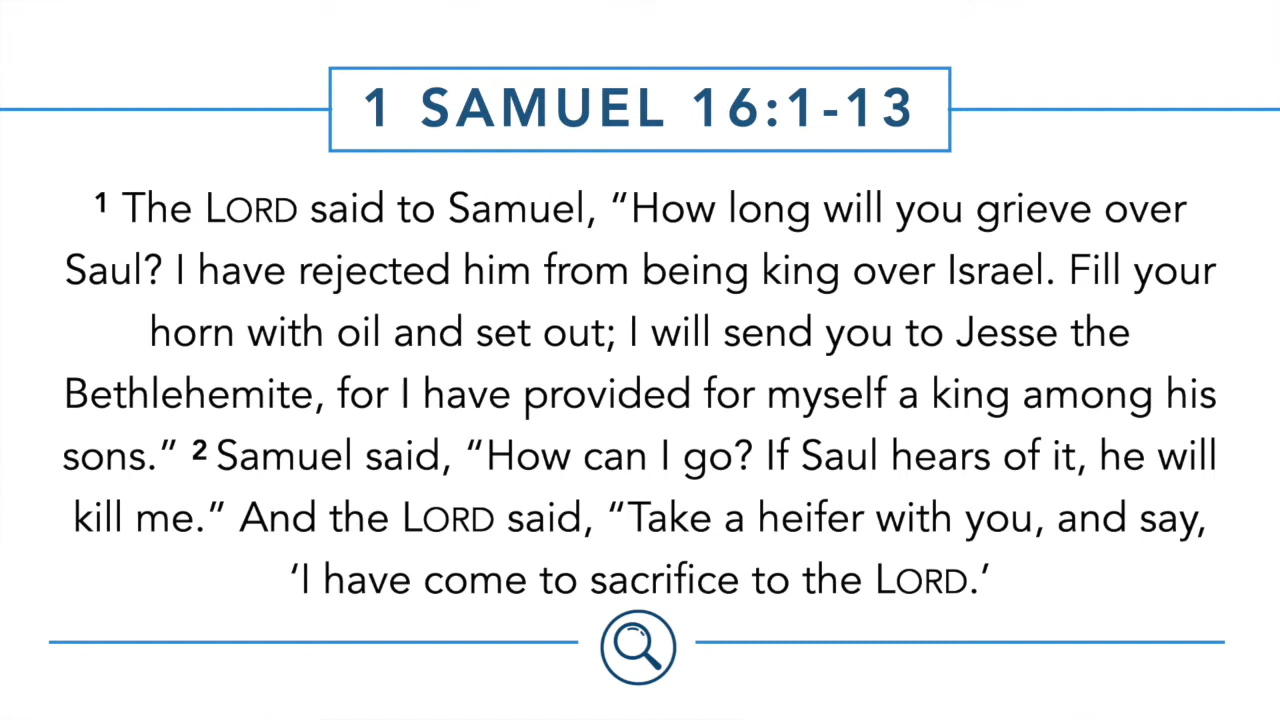 1 SAMUEL 16:1-13
1 The LORD said to Samuel, “How long will you grieve over
Saul? I have rejected him from being king over Israel. Fill your
horn with oil and set out; I will send you to Jesse the
Bethlehemite, for I have provided for myself a king among his
sons.” 2 Samuel said, “How can I go? If Saul hears of it, he will
kill me.” And the LORD said, “Take a heifer with you, and say,
‘I have come to sacrifice to the LORD.’